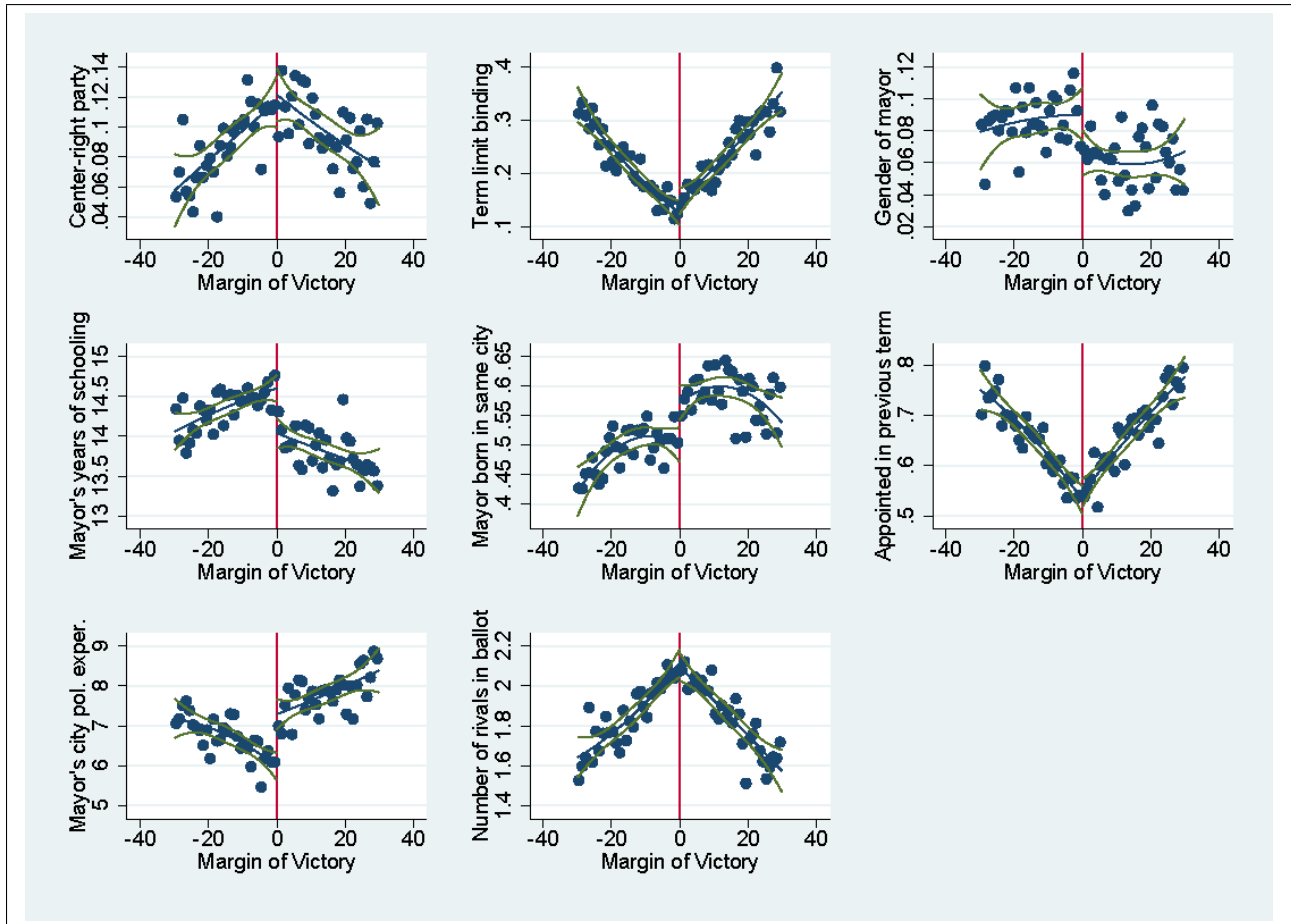 Center-right party
.04.06.08 .1 .12.14
-40 -20 0 20 40
Margin of Victory
Term limit binding
.1 .2 .3 .4
-40 -20 0 20 40
Margin of Victory
Gender of mayor
.02.04.06.08 .1 .12
-40 -20 0 20 40
Margin of Victory
Mayor's years of schooling
13 13.5 14 14.5 15
-40 -20 0 20 40
Margin of Victory
Mayor born in same city
.4 .45 .5 .55 .6 .65
-40 -20 0 20 40
Margin of Victory
Appointed in previous term
.5 .6 .7 .8
-40 -20 0 20 40
Margin of Victory
Mayor's city pol. exper.
5 6 7 8 9
-40 -20 0 20 40
Margin of Victory
Number of rivals in ballot
1.4 1.6 1.8 2 2.2
-40 -20 0 20 40
Margin of Victory